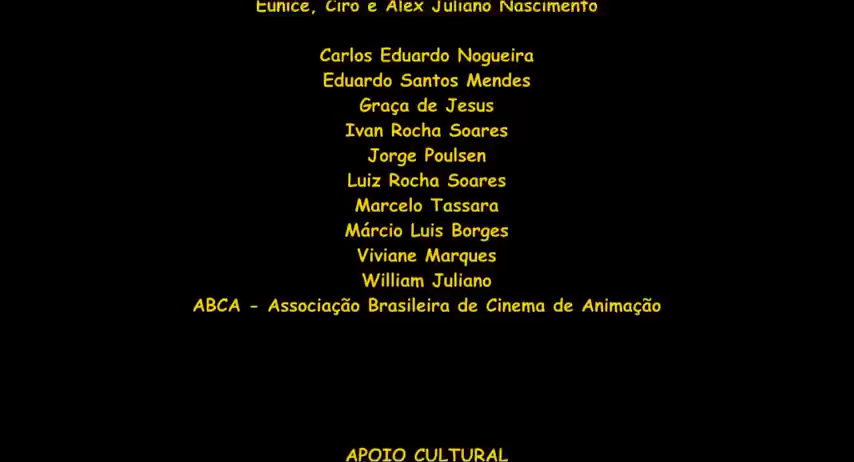 Eunice, Ciro e Alex Juliano Nascimento
Carlos Eduardo Nogueira
Eduardo Santos Mendes
Graça de Jesus
Ivan Rocha Soares
Jorge Poulsen
Luiz Rocha Soares
Marcelo Tassara
Márcio Luis Borges
Viviane Marques
William Juliano
ABCA - Associação Brasileira de Cinema de Animação
APOIO CULTURAL